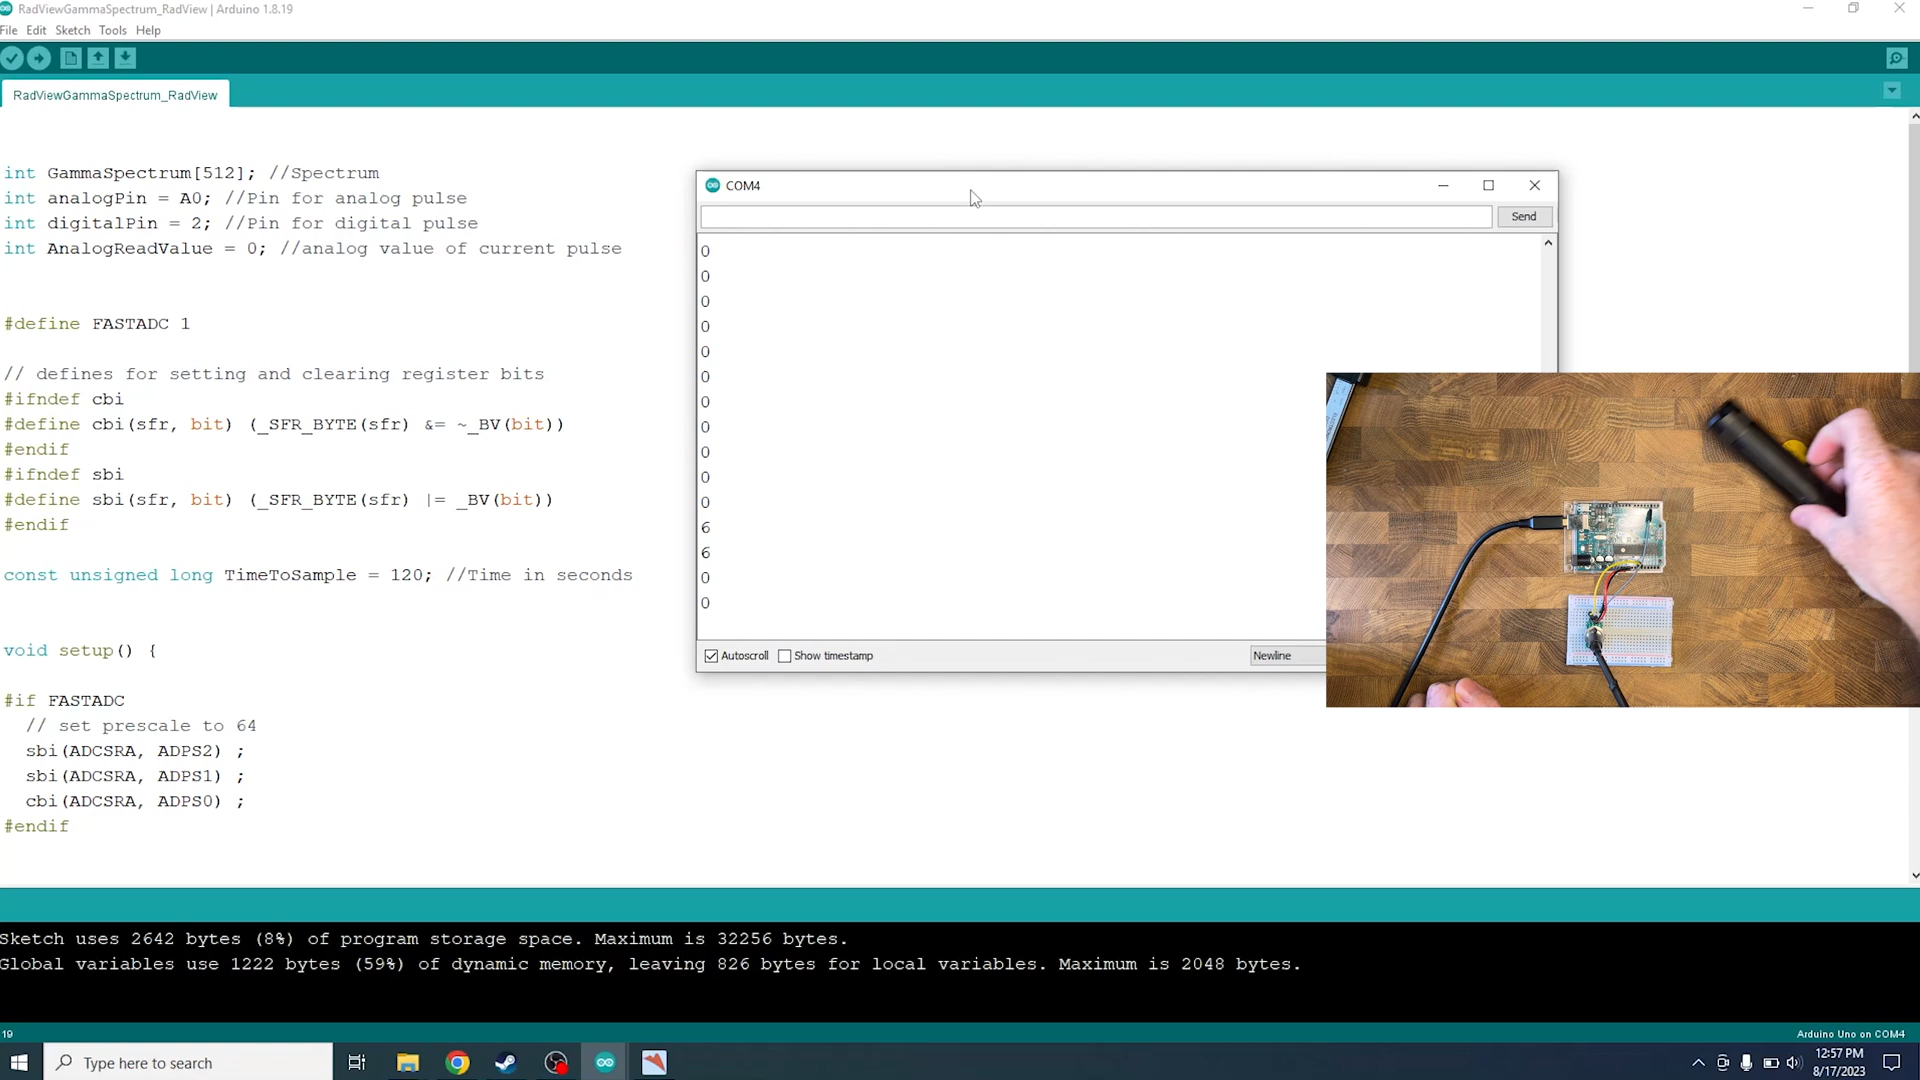 RadViewGammaSpectrum_RadView | Arduino 1.8.19
File Edit Sketch Tools Help
RadViewGammaSpectrum_RadView
int GammaSpectrum[512]; //Spectrum
int analogPin = A0; //Pin for analog pulse
int digitalPin = 2; //Pin for digital pulse
int AnalogReadValue = 0; //analog value of current pulse
#define FASTADC 1
// defines for setting and clearing register bits
#ifndef cbi
#define cbi(sfr, bit) (_SFR_BYTE(sfr) &= ~_BV(bit))
#endif
#ifndef sbi
#define sbi(sfr, bit) (_SFR_BYTE(sfr) |= _BV(bit))
#endif
const unsigned long TimeToSample = 120; //Time in seconds
void setup() {
#if FASTADC
// set prescale to 64
sbi(ADCSRA, ADPS2) ;
sbi(ADCSRA, ADPS1) ;
cbi(ADCSRA, ADPS0) ;
#endif
COM4
Send
0
0
0
0
0
0
0
0
0
0
0
6
6
0
0
Autoscroll Show timestamp Newline
Sketch uses 2642 bytes (8%) of program storage space. Maximum is 32256 bytes.
Global variables use 1222 bytes (59%) of dynamic memory, leaving 826 bytes for local variables. Maximum is 2048 bytes.
19 Arduino Uno on COM4
Type here to search
12:57 PM
8/17/2023